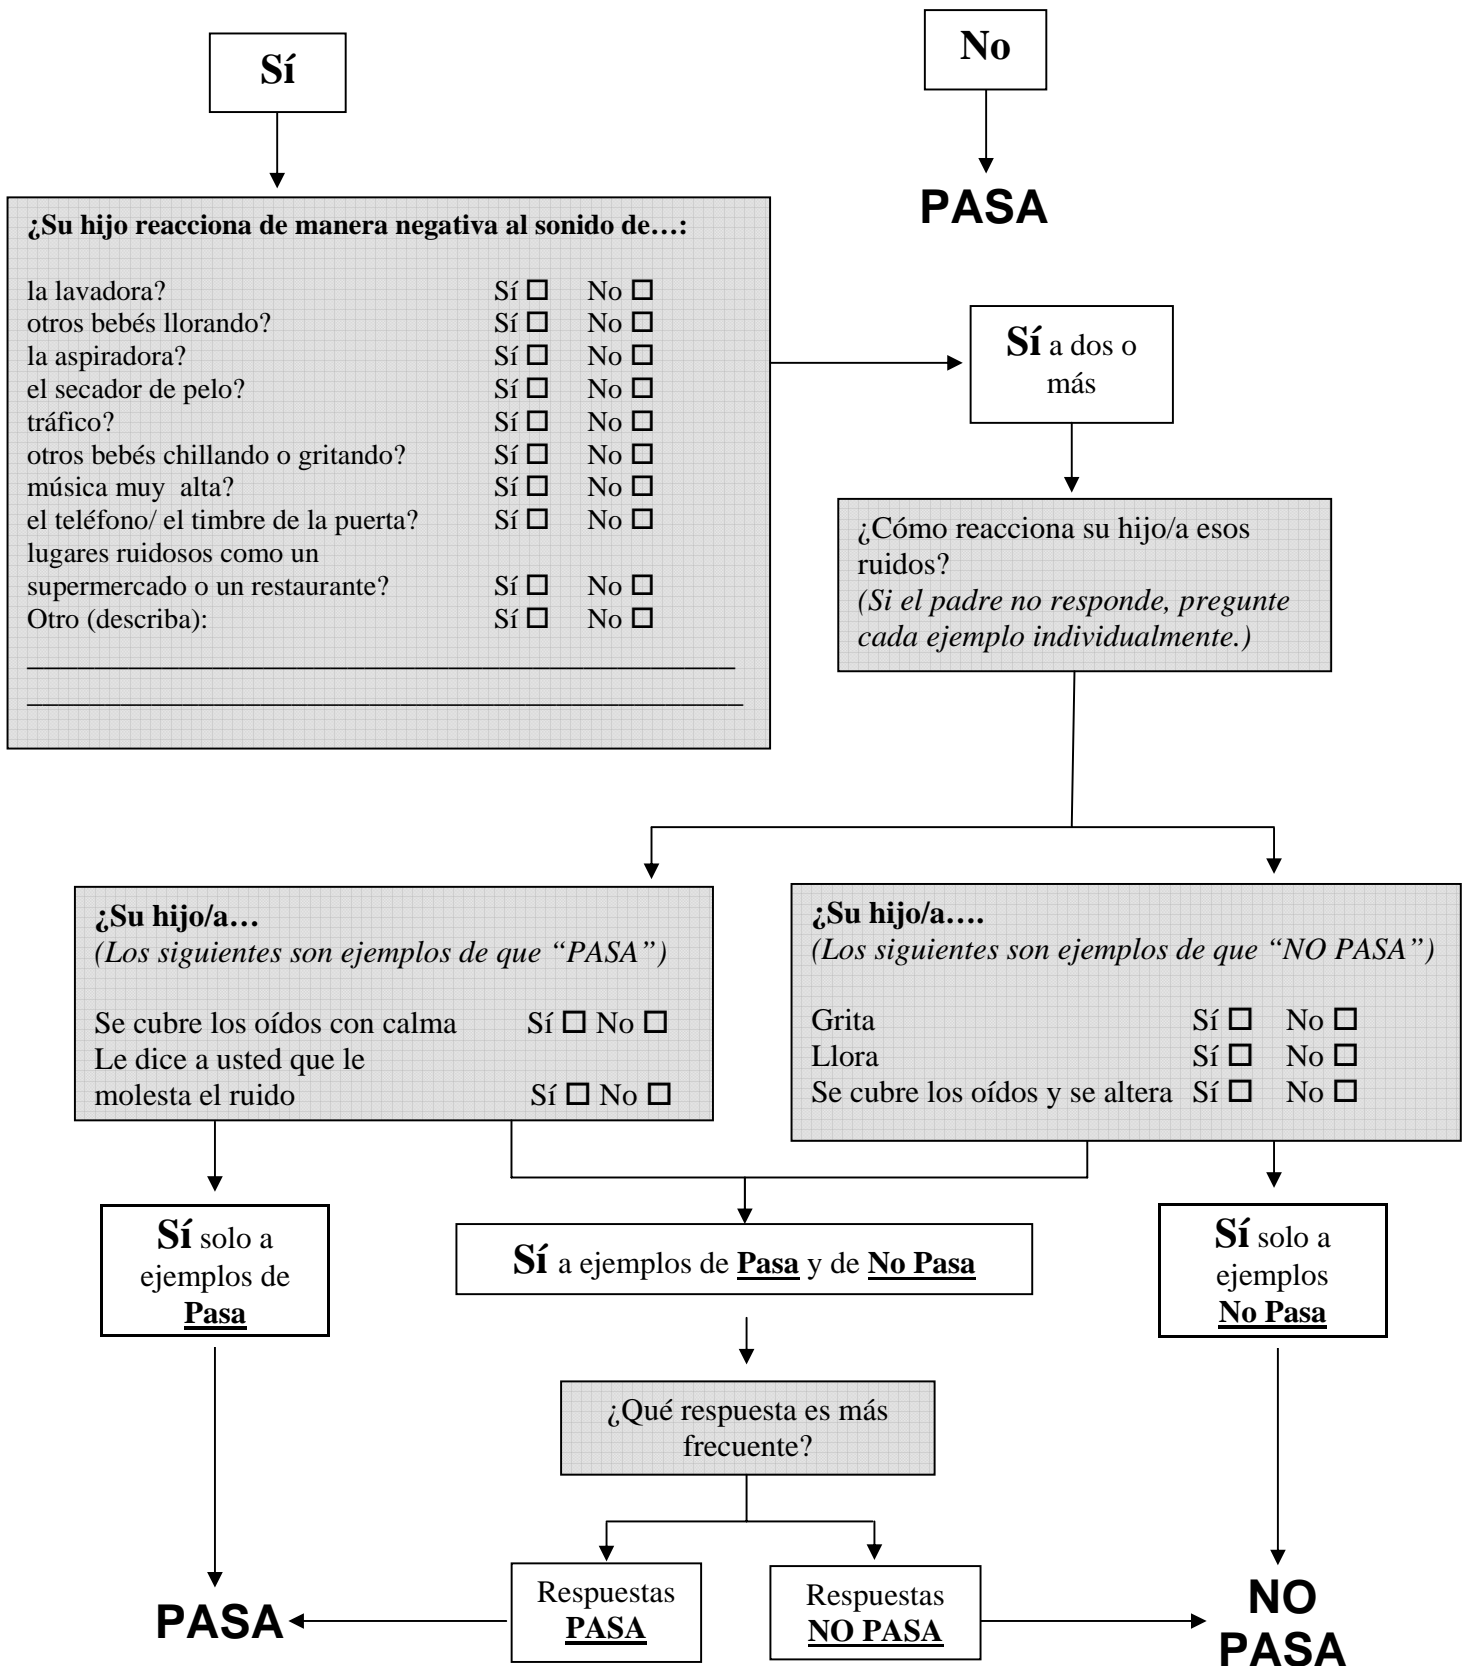 Sí
No
PASA
¿Su hijo reacciona de manera negativa al sonido de…:
la lavadora? Sí ☐ No ☐
otros bebés llorando? Sí ☐ No ☐
la aspiradora? Sí ☐ No ☐
el secador de pelo? Sí ☐ No ☐
tráfico? Sí ☐ No ☐
otros bebés chillando o gritando? Sí ☐ No ☐
música muy alta? Sí ☐ No ☐
el teléfono/ el timbre de la puerta? Sí ☐ No ☐
lugares ruidosos como un
supermercado o un restaurante? Sí ☐ No ☐
Otro (describa): Sí ☐ No ☐
Sí a dos o
más
¿Cómo reacciona su hijo/a esos
ruidos?
(Si el padre no responde, pregunte
cada ejemplo individualmente.)
¿Su hijo/a…
(Los siguientes son ejemplos de que “PASA”)
Se cubre los oídos con calma Sí ☐ No ☐
Le dice a usted que le
molesta el ruido Sí ☐ No ☐
¿Su hijo/a….
(Los siguientes son ejemplos de que “NO PASA”)
Grita Sí ☐ No ☐
Llora Sí ☐ No ☐
Se cubre los oídos y se altera Sí ☐ No ☐
Sí solo a
ejemplos de
Pasa
Sí a ejemplos de Pasa y de No Pasa
Sí solo a
ejemplos
No Pasa
¿Qué respuesta es más
frecuente?
Respuestas
PASA
Respuestas
NO PASA
PASA
NO
PASA